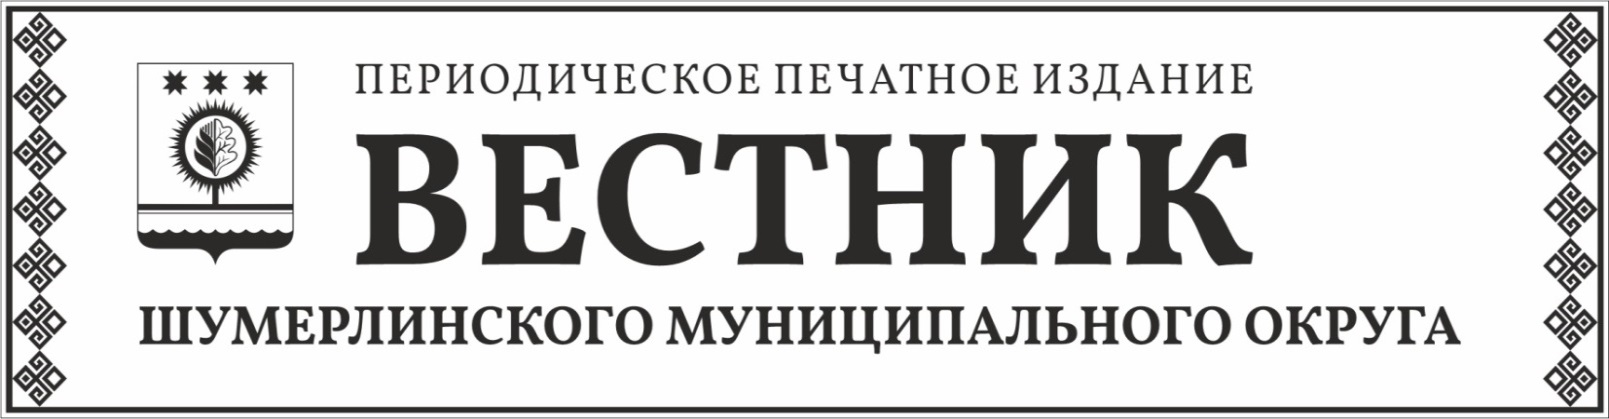 ПЕРИОДИЧЕСКОЕ ПЕЧАТНОЕ ИЗДАНИЕ
ВЕСТНИК
ШУМЕРЛИНСКОГО МУНИЦИПАЛЬНОГО ОКРУГА